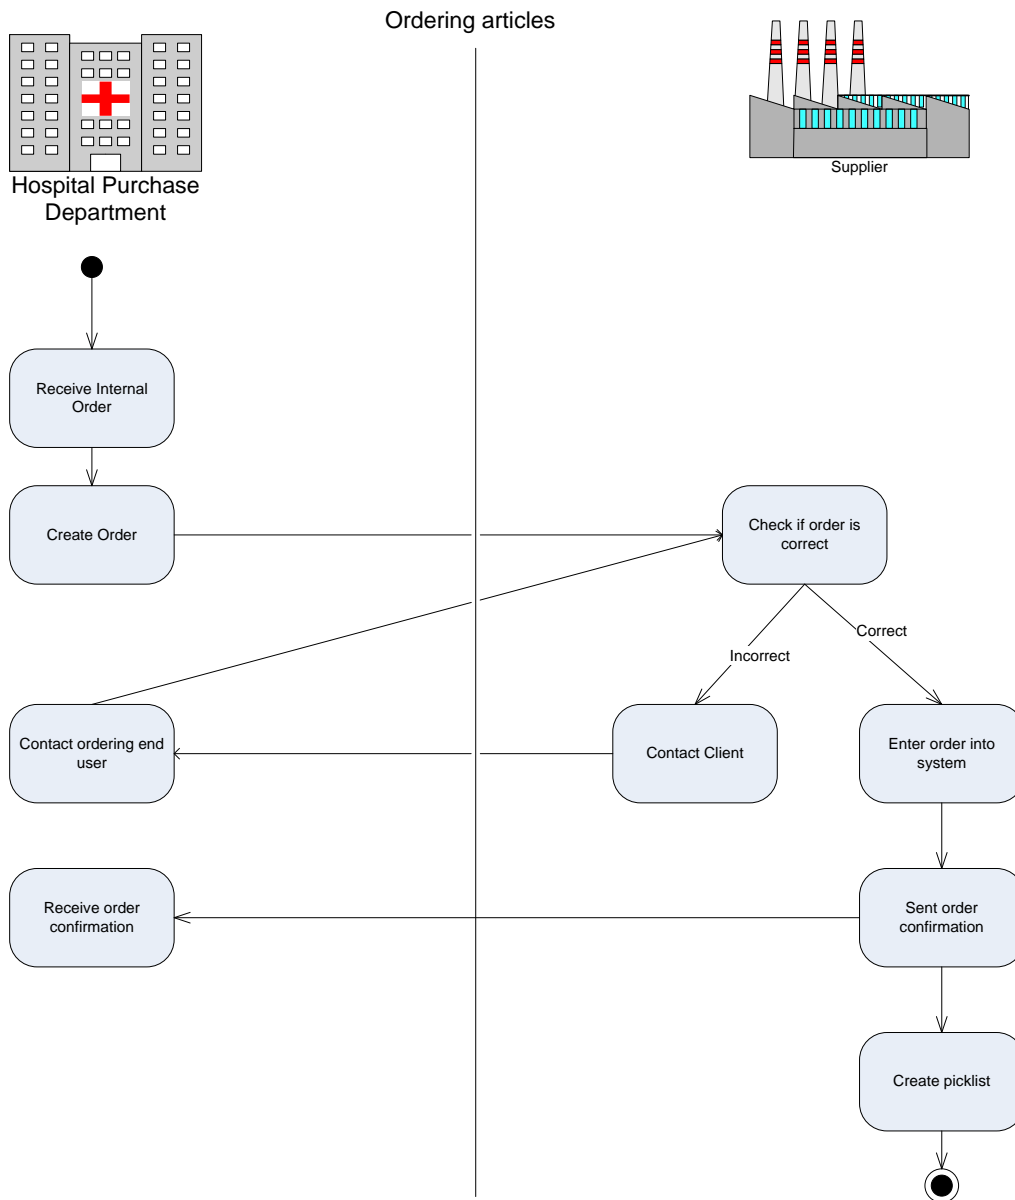 Ordering articles
Hospital Purchase
Department
Supplier
Receive Internal
Order
Create Order
Check if order is
correct
Correct
Incorrect
Contact ordering end
user
Contact Client
Enter order into
system
Receive order
confirmation
Sent order
confirmation
Create picklist